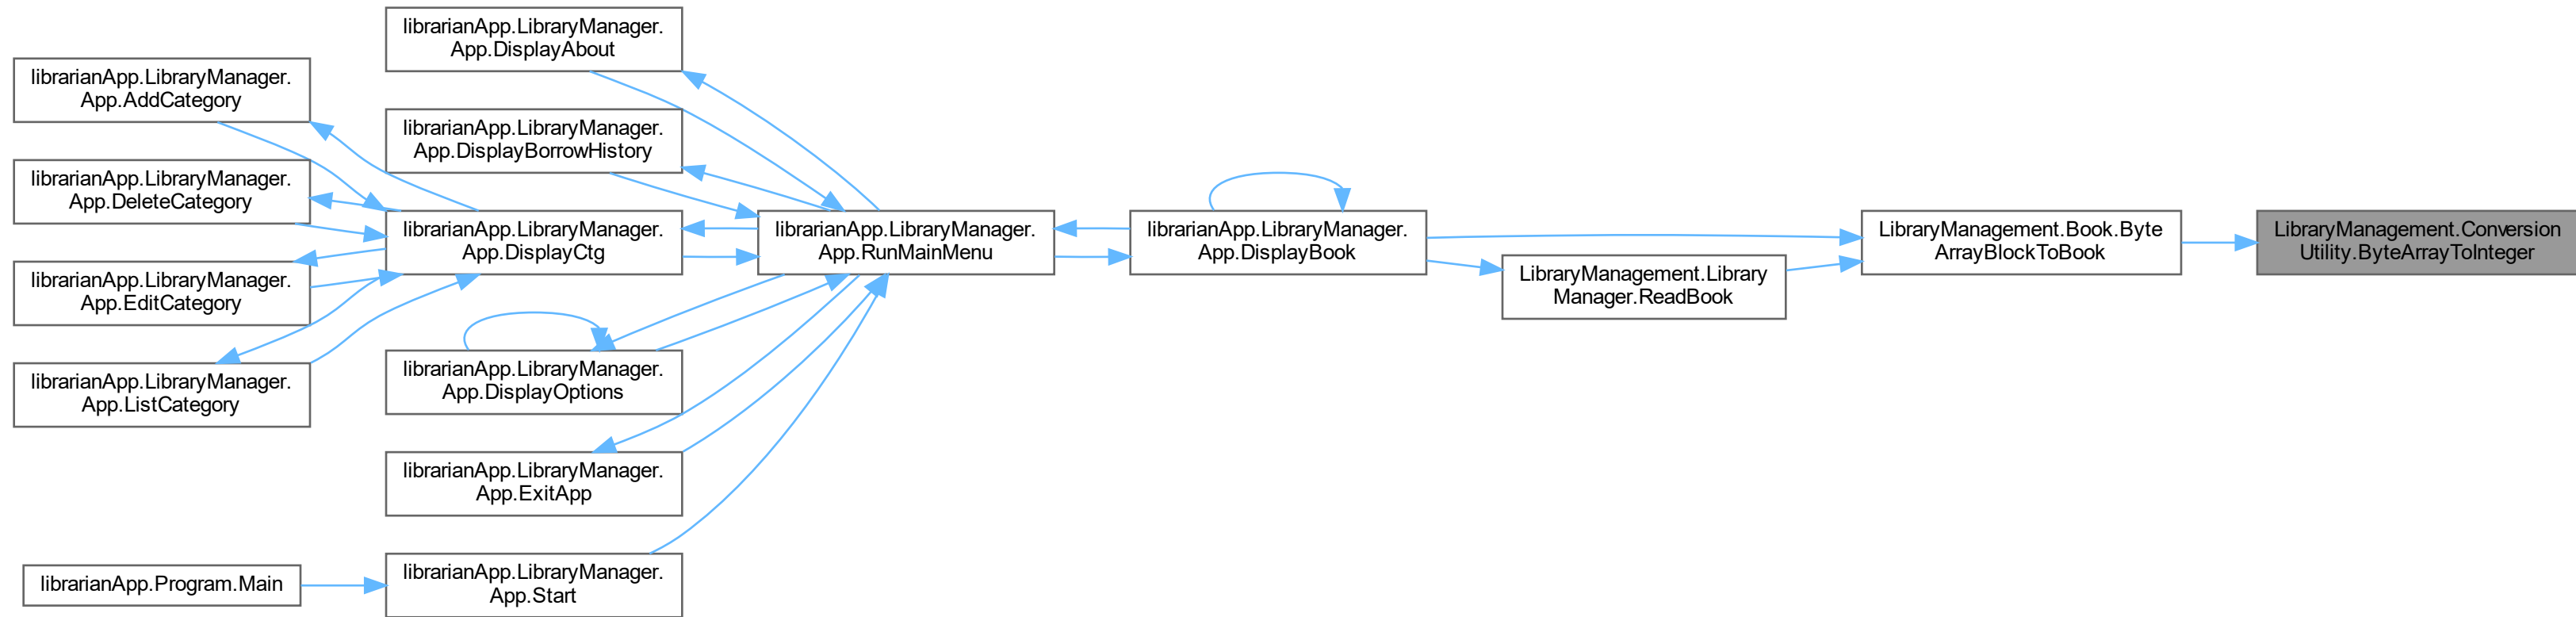 librarianApp.LibraryManager.
App.DisplayAbout
librarianApp.LibraryManager.
App.AddCategory
librarianApp.LibraryManager.
App.DisplayBorrowHistory
librarianApp.LibraryManager.
App.DeleteCategory
librarianApp.LibraryManager.
App.DisplayCtg
librarianApp.LibraryManager.
App.RunMainMenu
librarianApp.LibraryManager.
App.DisplayBook
LibraryManagement.Book.Byte
ArrayBlockToBook
LibraryManagement.Conversion
Utility.ByteArrayToInteger
librarianApp.LibraryManager.
App.EditCategory
LibraryManagement.Library
Manager.ReadBook
librarianApp.LibraryManager.
App.ListCategory
librarianApp.LibraryManager.
App.DisplayOptions
librarianApp.LibraryManager.
App.ExitApp
librarianApp.Program.Main
librarianApp.LibraryManager.
App.Start